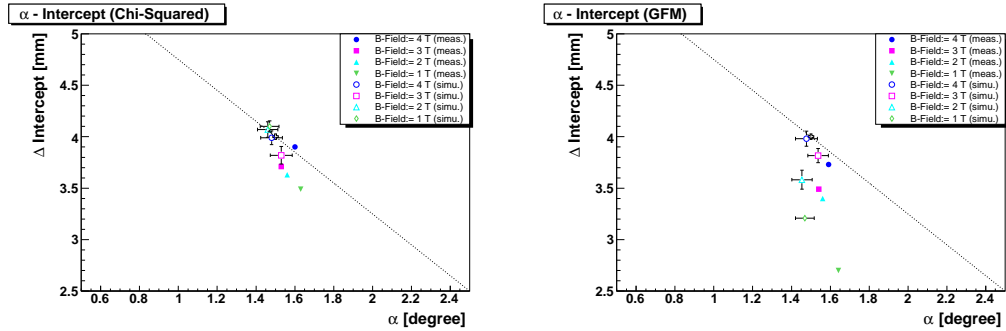 α - Intercept (Chi-Squared)
Δ Intercept [mm]
5
4.5
4
3.5
3
2.5
B-Field:= 4 T (meas.)
B-Field:= 3 T (meas.)
B-Field:= 2 T (meas.)
B-Field:= 1 T (meas.)
B-Field:= 4 T (simu.)
B-Field:= 3 T (simu.)
B-Field:= 2 T (simu.)
B-Field:= 1 T (simu.)
0.6 0.8 1 1.2 1.4 1.6 1.8 2 2.2 2.4
α [degree]
α - Intercept (GFM)
Δ Intercept [mm]
5
4.5
4
3.5
3
2.5
B-Field:= 4 T (meas.)
B-Field:= 3 T (meas.)
B-Field:= 2 T (meas.)
B-Field:= 1 T (meas.)
B-Field:= 4 T (simu.)
B-Field:= 3 T (simu.)
B-Field:= 2 T (simu.)
B-Field:= 1 T (simu.)
0.6 0.8 1 1.2 1.4 1.6 1.8 2 2.2 2.4
α [degree]